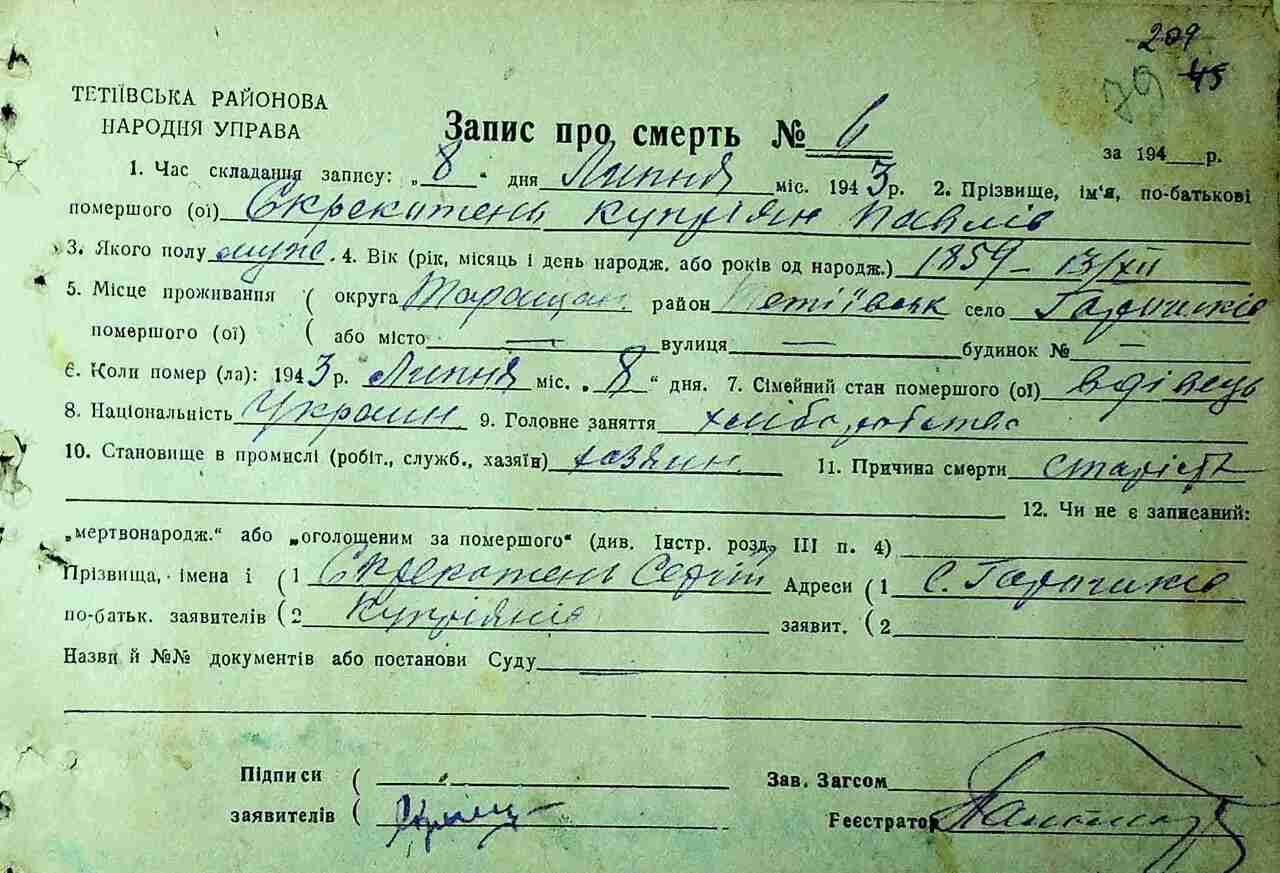 209
79 45
ТЕТІЇВСЬКА РАЙОНОВА
НАРОДНЯ УПРАВА
Запис про смерть № 6
за 194 р.
1. Час складання запису: „8“ дня Липня міс. 1943 р. 2. Прізвище, ім‘я, по-батькові
помершого (ої) Скрекотень Купріян Павлів
3. Якого полу муж. 4. Вік (рік, місяць і день народж. або років од народж.) 1859 – 13/XII
5. Місце проживання ( округа Таращан. район Тетіївськ село
помершого (ої) ( або місто — вулиця — будинок № —
6. Коли помер (ла): 1943 р. Липня міс. „8“ дня. 7. Сімейний стан помершого (ої) вдівець
8. Національність Украин 9. Головне заняття хліборобство
10. Становище в промислі (робіт., служб., хазяїн) хазяин 11. Причина смерти старість
12. Чи не є записаний:
„мертвонародж.“ або „оголошеним за помершого“ (див. Інстр. розд. III п. 4)
Прізвища, імена і (1 Скрекотень Сергій Адреси (1 с.
по-батьк. заявителів (2 Купріянів заявит. (2
Назви й №№ документів або постанови Суду —
Підписи ( Зав. Загсом
заявителів ( Реєстратор